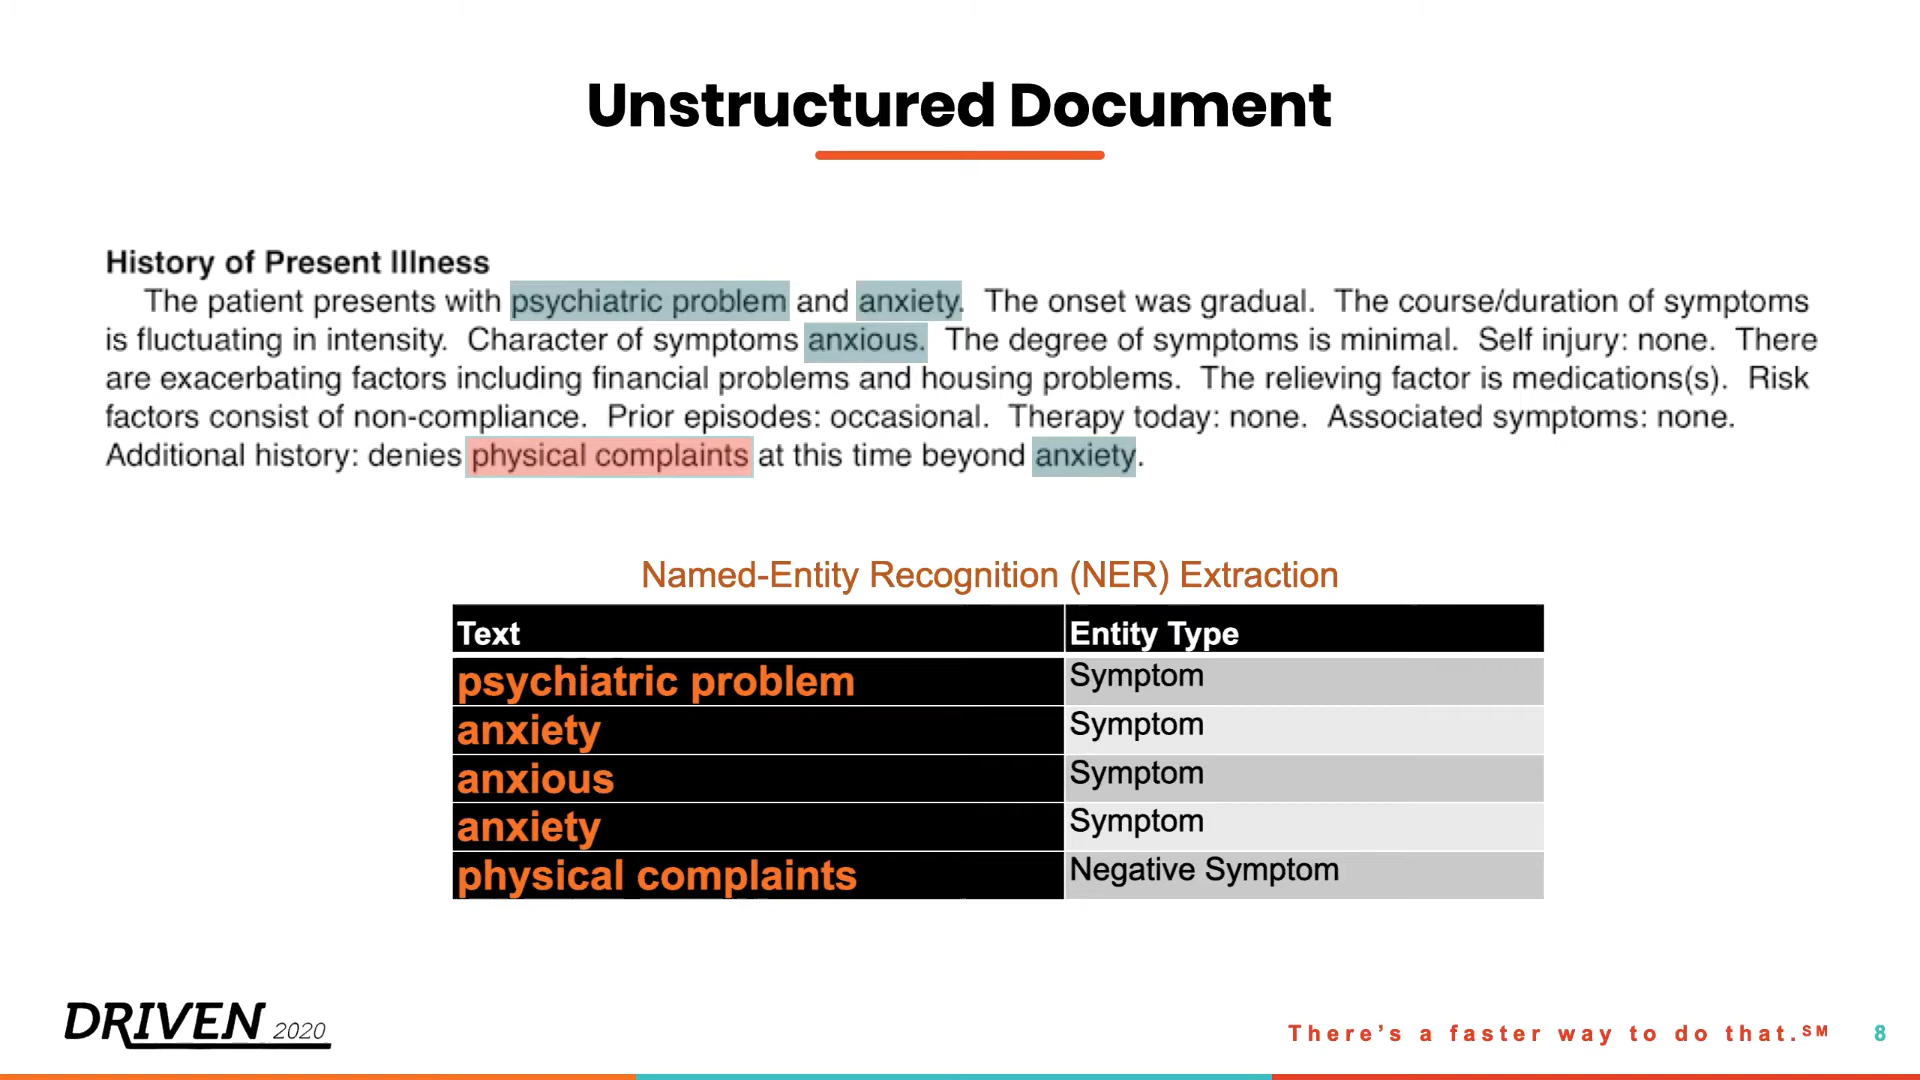 Unstructured Document
History of Present Illness
The patient presents with psychiatric problem and anxiety. The onset was gradual. The course/duration of symptoms
is fluctuating in intensity. Character of symptoms anxious. The degree of symptoms is minimal. Self injury: none. There
are exacerbating factors including financial problems and housing problems. The relieving factor is medications(s). Risk
factors consist of non-compliance. Prior episodes: occasional. Therapy today: none. Associated symptoms: none.
Additional history: denies physical complaints at this time beyond anxiety.
Named-Entity Recognition (NER) Extraction
Text Entity Type
psychiatric problem Symptom
anxiety Symptom
anxious Symptom
anxiety Symptom
physical complaints Negative Symptom
DRIVEN 2020
There's a faster way to do that.℠ 8